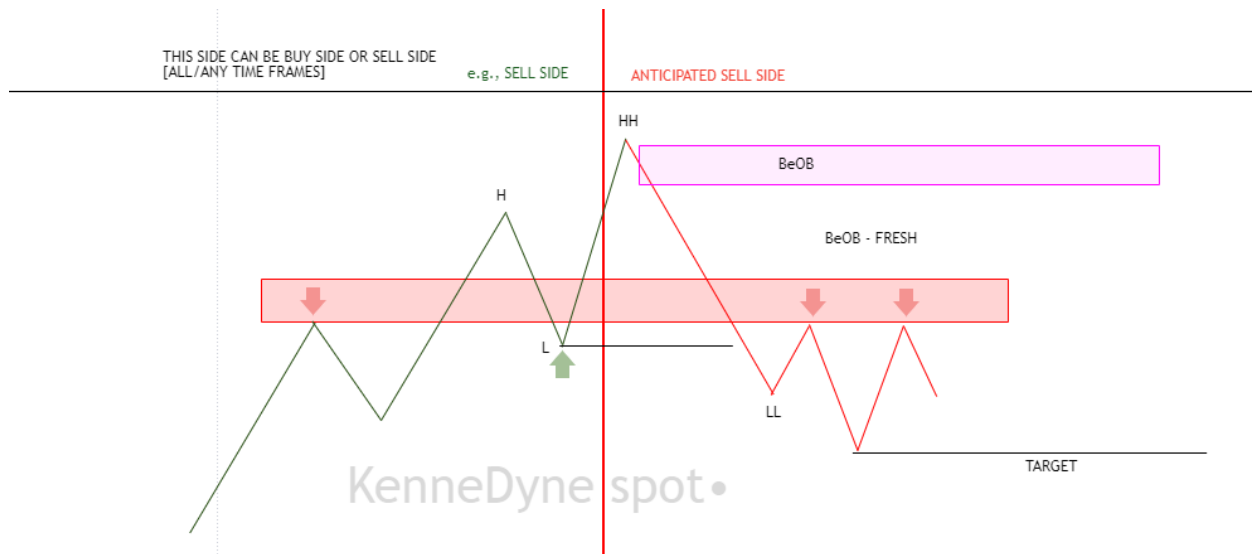 THIS SIDE CAN BE BUY SIDE OR SELL SIDE
[ALL/ANY TIME FRAMES]
e.g., SELL SIDE
ANTICIPATED SELL SIDE
HH
BeOB
H
BeOB - FRESH
L
LL
TARGET
KenneDyne spot•